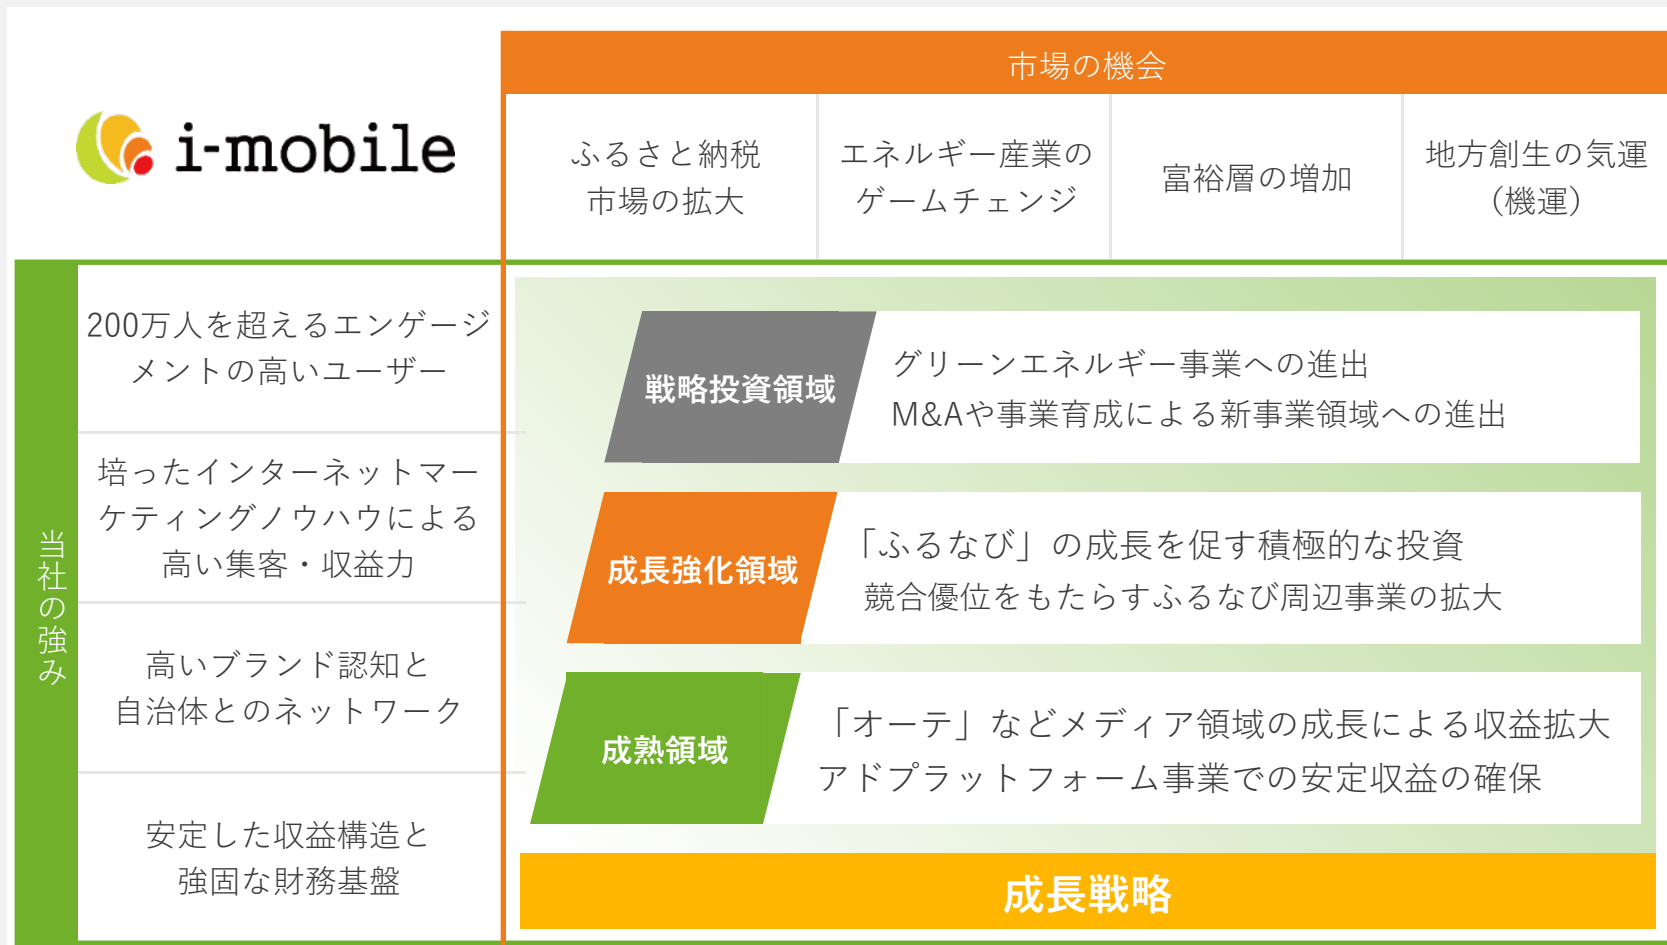 市場の機会
i-mobile
ふるさと納税
市場の拡大
エネルギー産業の
ゲームチェンジ
富裕層の増加
地方創生の気運
（機運）
当社の強み
200万人を超えるエンゲージ
メントの高いユーザー
培ったインターネットマー
ケティングノウハウによる
高い集客・収益力
高いブランド認知と
自治体とのネットワーク
安定した収益構造と
強固な財務基盤
戦略投資領域
グリーンエネルギー事業への進出
M&Aや事業育成による新事業領域への進出
成長強化領域
「ふるなび」の成長を促す積極的な投資
競合優位をもたらすふるなび周辺事業の拡大
成熟領域
「オーテ」などメディア領域の成長による収益拡大
アドプラットフォーム事業での安定収益の確保
成長戦略